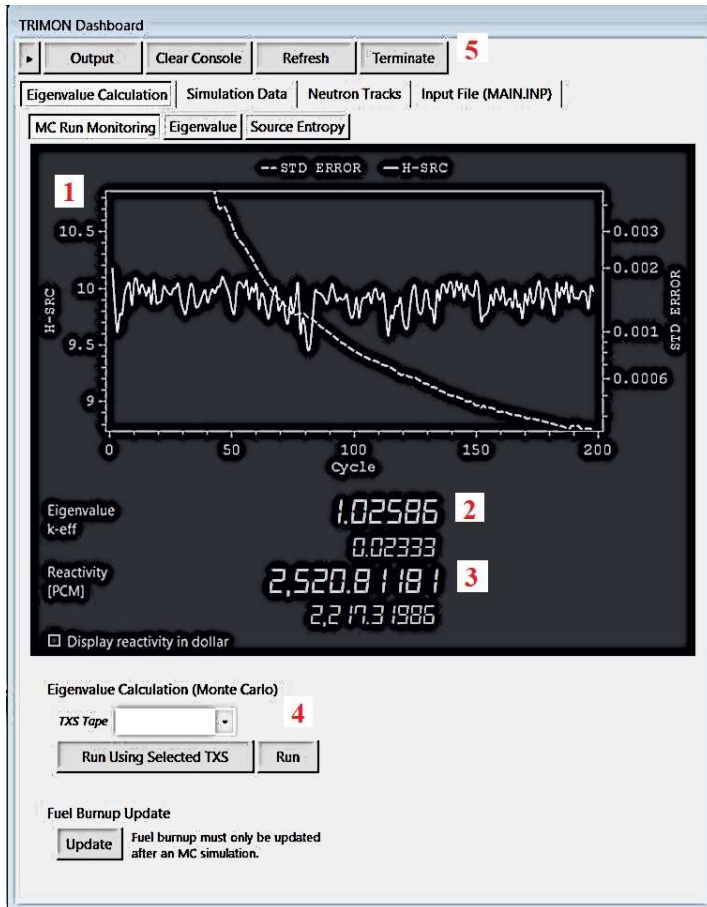 TRIMON Dashboard
▸ Output Clear Console Refresh Terminate 5
Eigenvalue Calculation Simulation Data Neutron Tracks Input File (MAIN.INP)
MC Run Monitoring Eigenvalue Source Entropy
STD ERROR H-SRC
1
10.5
10
9.5
9
H-SRC
0.003
0.002
0.001
0.0006
STD ERROR
0 50 100 150 200
Cycle
Eigenvalue
k-eff
1.02586 2
0.02333
Reactivity
[PCM]
2,520.81181 3
2,217.31986
Display reactivity in dollar
Eigenvalue Calculation (Monte Carlo)
TXS Tape 4
Run Using Selected TXS Run
Fuel Burnup Update
Update
Fuel burnup must only be updated
after an MC simulation.